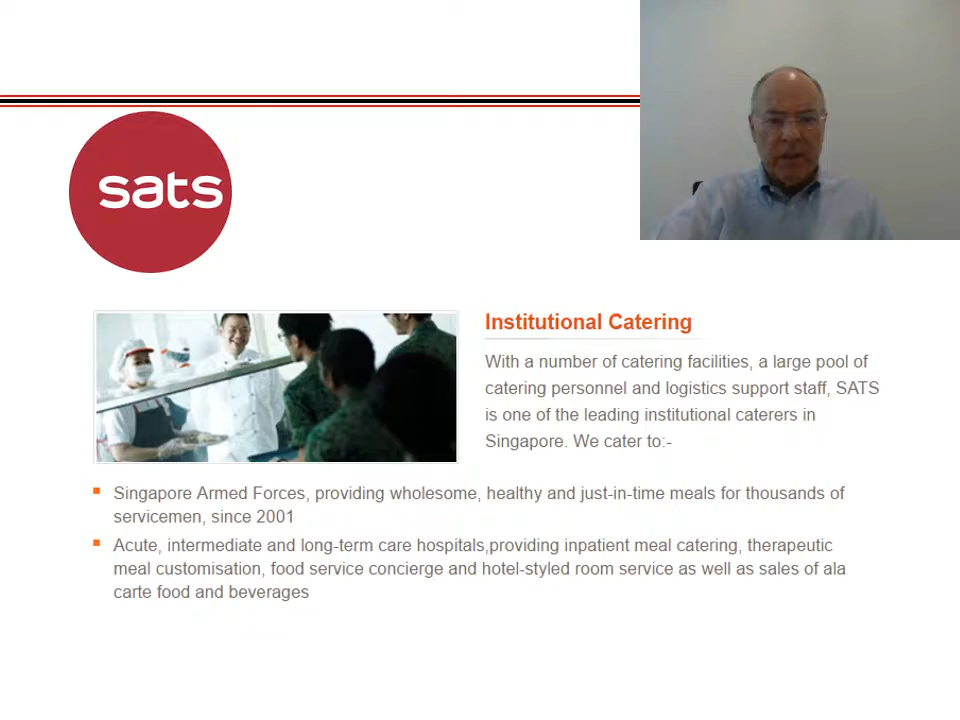 sats
Institutional Catering
With a number of catering facilities, a large pool of
catering personnel and logistics support staff, SATS
is one of the leading institutional caterers in
Singapore. We cater to:-
Singapore Armed Forces, providing wholesome, healthy and just-in-time meals for thousands of
servicemen, since 2001
Acute, intermediate and long-term care hospitals,providing inpatient meal catering, therapeutic
meal customisation, food service concierge and hotel-styled room service as well as sales of ala
carte food and beverages